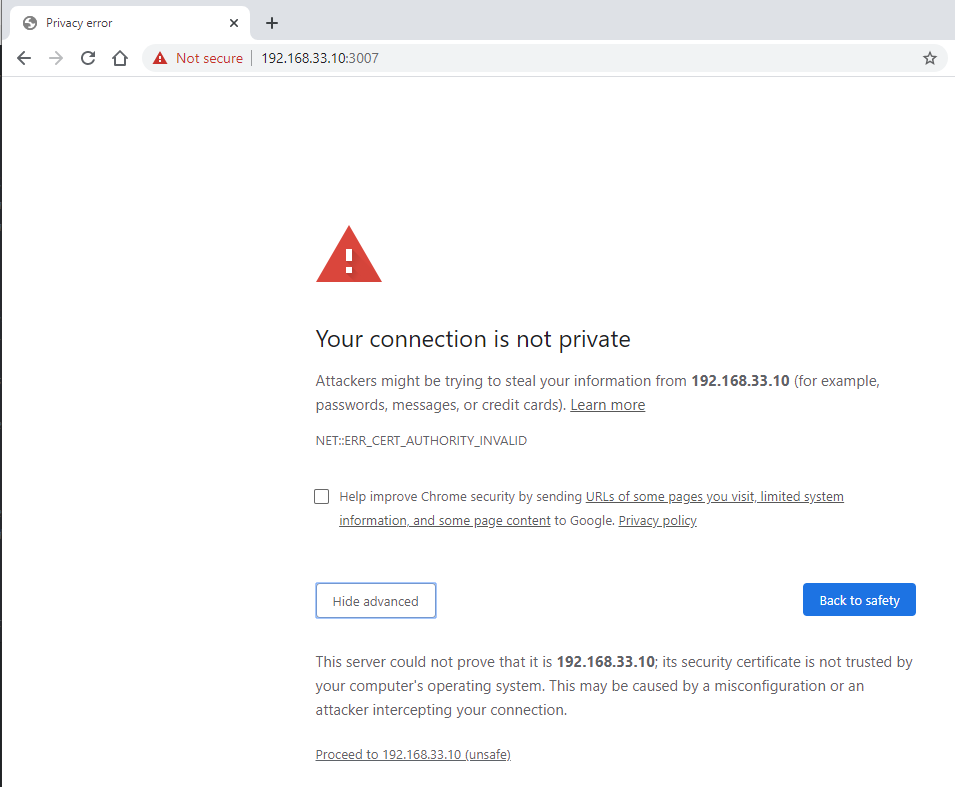 Privacy error
Not secure 192.168.33.10:3007
Your connection is not private
Attackers might be trying to steal your information from 192.168.33.10 (for example,
passwords, messages, or credit cards). Learn more
NET::ERR_CERT_AUTHORITY_INVALID
Help improve Chrome security by sending URLs of some pages you visit, limited system
information, and some page content to Google. Privacy policy
Hide advanced
Back to safety
This server could not prove that it is 192.168.33.10; its security certificate is not trusted by
your computer's operating system. This may be caused by a misconfiguration or an
attacker intercepting your connection.
Proceed to 192.168.33.10 (unsafe)